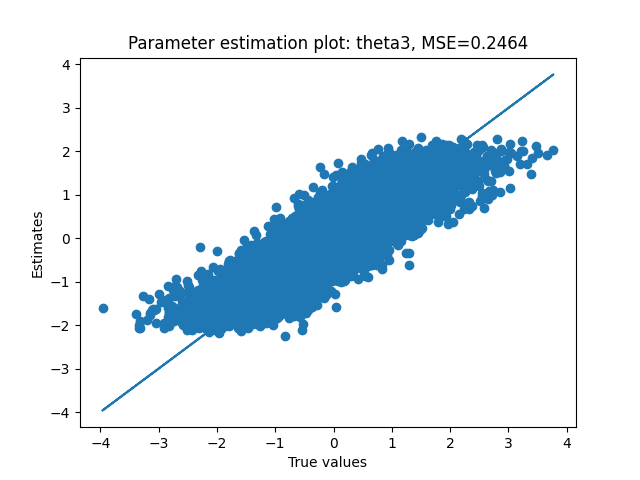 Parameter estimation plot: theta3, MSE=0.2464
4
3
2
1
0
−1
−2
−3
−4
Estimates
−4 −3 −2 −1 0 1 2 3 4
True values